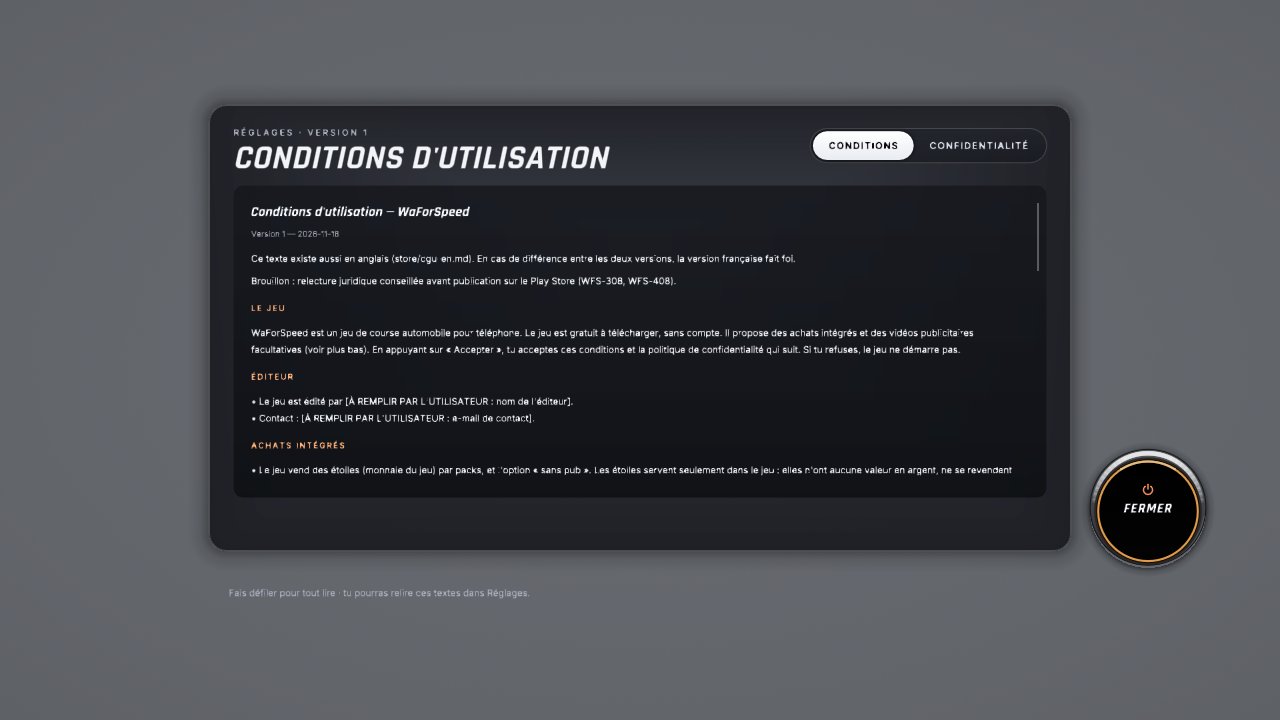 RÉGLAGES · VERSION 1
CONDITIONS D'UTILISATION
CONDITIONS
CONFIDENTIALITÉ
Conditions d'utilisation — WaForSpeed
Version 1 — 2026-11-18
Ce texte existe aussi en anglais (store/cgu-en.md). En cas de différence entre les deux versions, la version française fait foi.
Brouillon : relecture juridique conseillée avant publication sur le Play Store (WFS-308, WFS-408).
LE JEU
WaForSpeed est un jeu de course automobile pour téléphone. Le jeu est gratuit à télécharger, sans compte. Il propose des achats intégrés et des vidéos publicitaires
facultatives (voir plus bas). En appuyant sur « Accepter », tu acceptes ces conditions et la politique de confidentialité qui suit. Si tu refuses, le jeu ne démarre pas.
ÉDITEUR
• Le jeu est édité par [À REMPLIR PAR L'UTILISATEUR : nom de l'éditeur].
• Contact : [À REMPLIR PAR L'UTILISATEUR : e-mail de contact].
ACHATS INTÉGRÉS
• Le jeu vend des étoiles (monnaie du jeu) par packs, et l'option « sans pub ». Les étoiles servent seulement dans le jeu : elles n'ont aucune valeur en argent, ne se revendent
FERMER
Fais défiler pour tout lire · tu pourras relire ces textes dans Réglages.